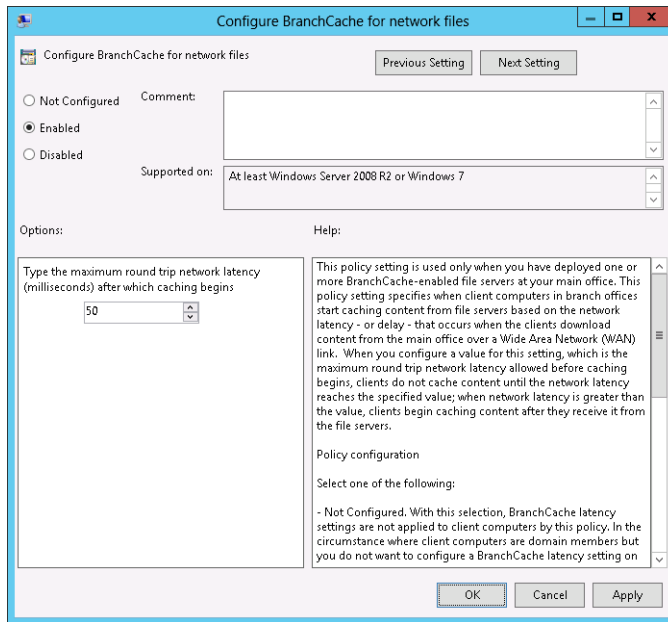 Configure BranchCache for network files
x
Configure BranchCache for network files
Previous Setting
Next Setting
Not Configured
Enabled
Disabled
Comment:
Supported on:
At least Windows Server 2008 R2 or Windows 7
Options:
Help:
Type the maximum round trip network latency
(milliseconds) after which caching begins
50
This policy setting is used only when you have deployed one or
more BranchCache-enabled file servers at your main office. This
policy setting specifies when client computers in branch offices
start caching content from file servers based on the network
latency - or delay - that occurs when the clients download
content from the main office over a Wide Area Network (WAN)
link.  When you configure a value for this setting, which is the
maximum round trip network latency allowed before caching
begins, clients do not cache content until the network latency
reaches the specified value; when network latency is greater than
the value, clients begin caching content after they receive it from
the file servers.
Policy configuration
Select one of the following:
- Not Configured. With this selection, BranchCache latency
settings are not applied to client computers by this policy. In the
circumstance where client computers are domain members but
you do not want to configure a BranchCache latency setting on
OK
Cancel
Apply